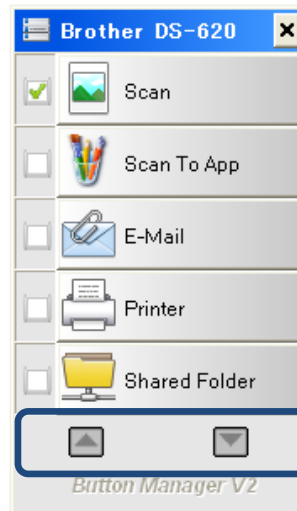 Brother DS-620
Scan
Scan To App
E-Mail
Printer
Shared Folder
Button Manager V2